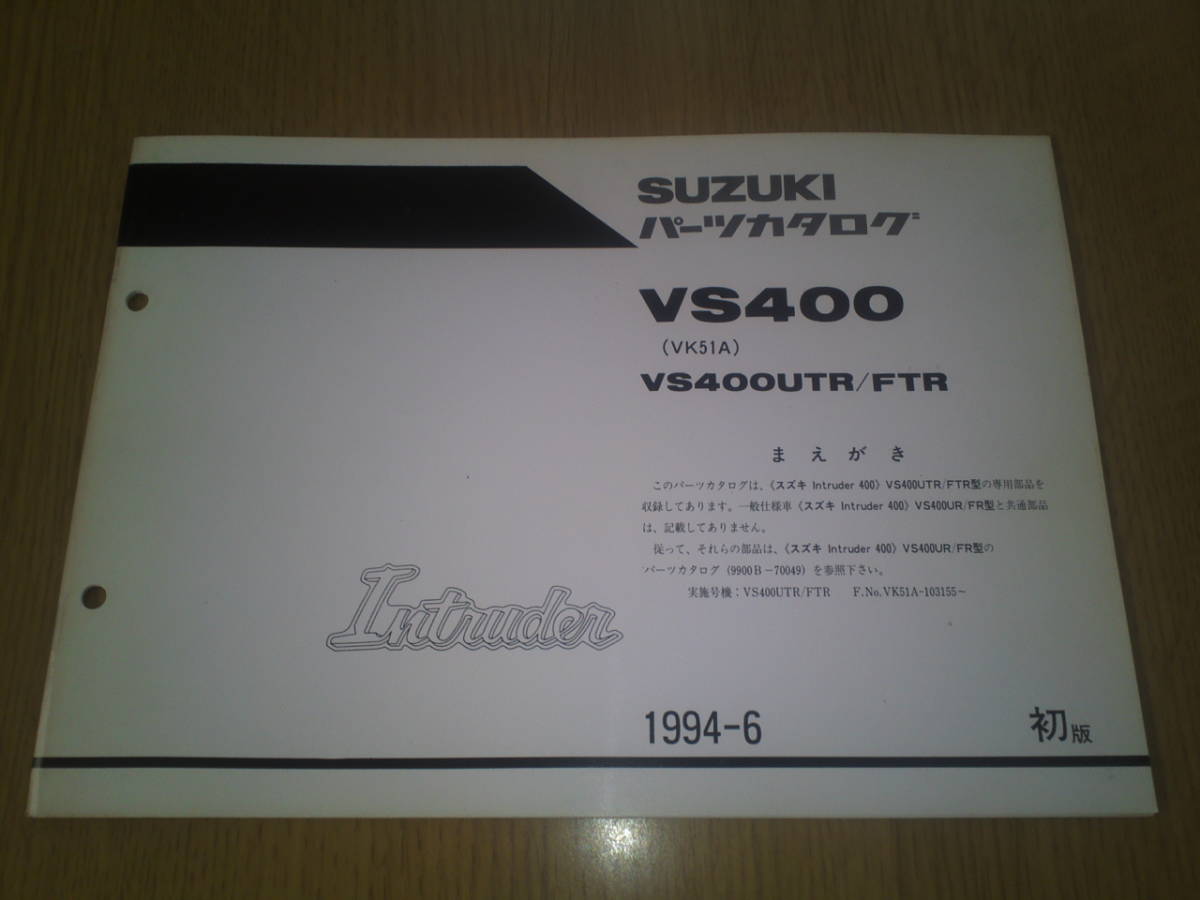 SUZUKI
パーツカタログ
VS400
(VK51A)
VS400UTR/FTR
まえがき
このパーツカタログは、《スズキ Intruder 400》VS400UTR/FTR型の専用部品を
収録してあります。一般仕様車《スズキ Intruder 400》VS400UR/FR型と共通部品
は、記載してありません。
従って、それらの部品は、《スズキ Intruder 400》VS400UR/FR型の
パーツカタログ (9900B-70049) を参照下さい。
実施号機:VS400UTR/FTR F.No.VK51A-103155~
Intruder
1994-6
初版